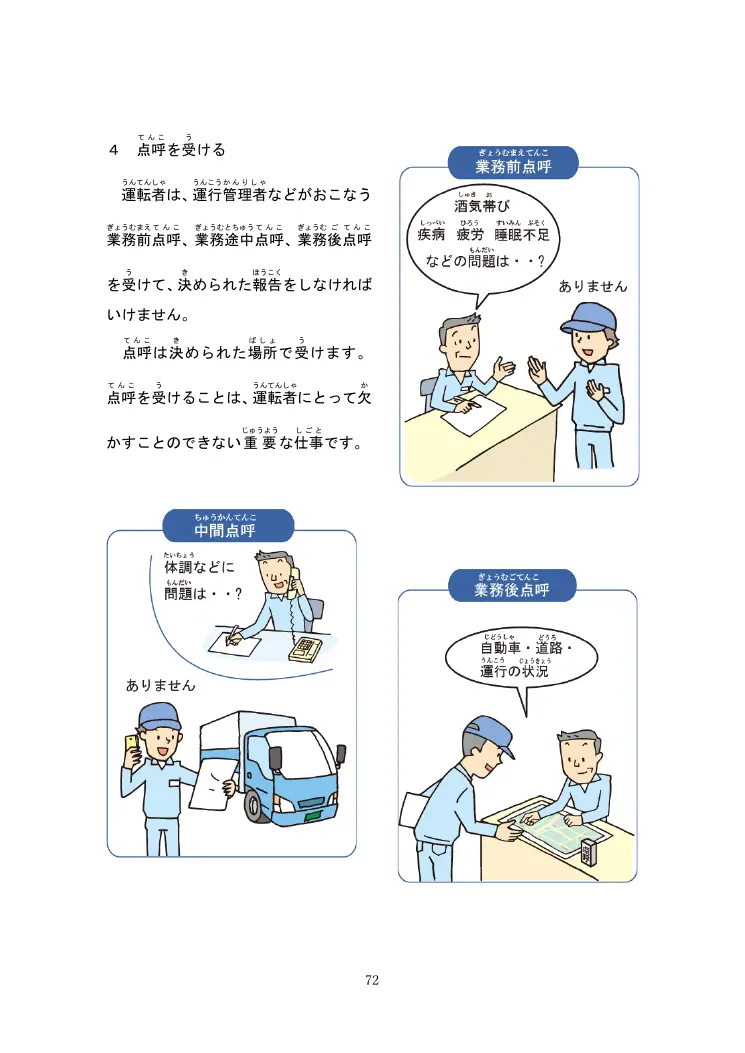 4 点呼を受ける
運転者は、運行管理者などがおこなう
業務前点呼、業務途中点呼、業務後点呼
を受けて、決められた報告をしなければ
いけません。
点呼は決められた場所で受けます。
点呼を受けることは、運転者にとって欠
かすことのできない重要な仕事です。
業務前点呼
酒気帯び
疾病 疲労 睡眠不足
などの問題は・・?
ありません
中間点呼
体調などに
問題は・・?
ありません
業務後点呼
自動車・道路・
運行の状況
点呼
72